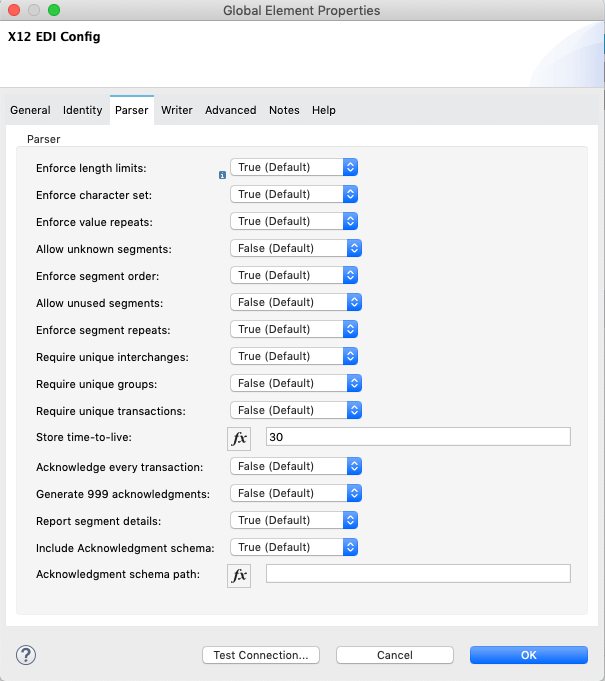 Global Element Properties
X12 EDI Config
General Identity Parser Writer Advanced Notes Help
Parser
Enforce length limits: True (Default)
Enforce character set: True (Default)
Enforce value repeats: True (Default)
Allow unknown segments: False (Default)
Enforce segment order: True (Default)
Allow unused segments: False (Default)
Enforce segment repeats: True (Default)
Require unique interchanges: True (Default)
Require unique groups: False (Default)
Require unique transactions: False (Default)
Store time-to-live: fx 30
Acknowledge every transaction: False (Default)
Generate 999 acknowledgments: False (Default)
Report segment details: True (Default)
Include Acknowledgment schema: True (Default)
Acknowledgment schema path: fx
? Test Connection... Cancel OK